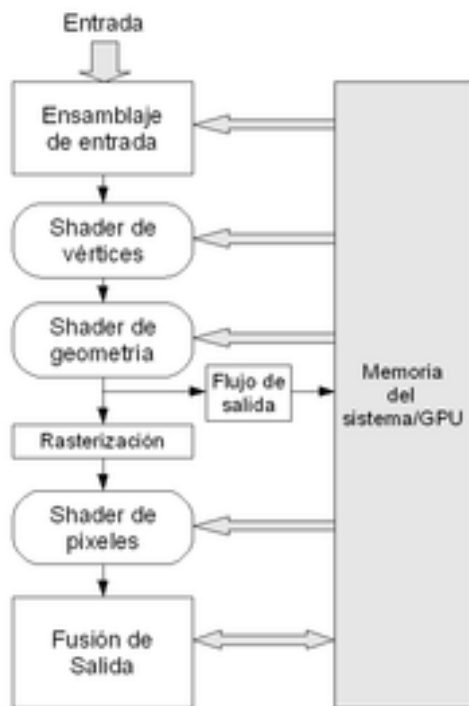 Entrada
Ensamblaje
de entrada
Shader de
vértices
Shader de
geometria
Flujo de
salida
Memoria
del
sistema/GPU
Rasterización
Shader de
pixeles
Fusión de
Salida